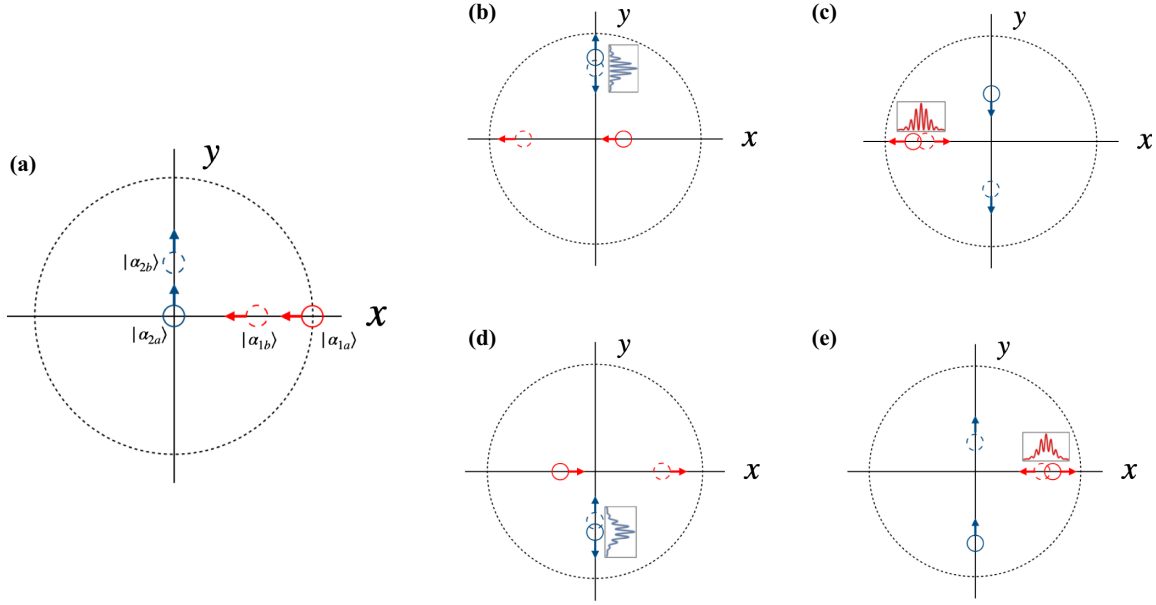 (a)
y
x
|α₂ₐ⟩
|α₂b⟩
|α₁b⟩
|α₁ₐ⟩
(b)
y
x
(c)
y
x
(d)
y
x
(e)
y
x